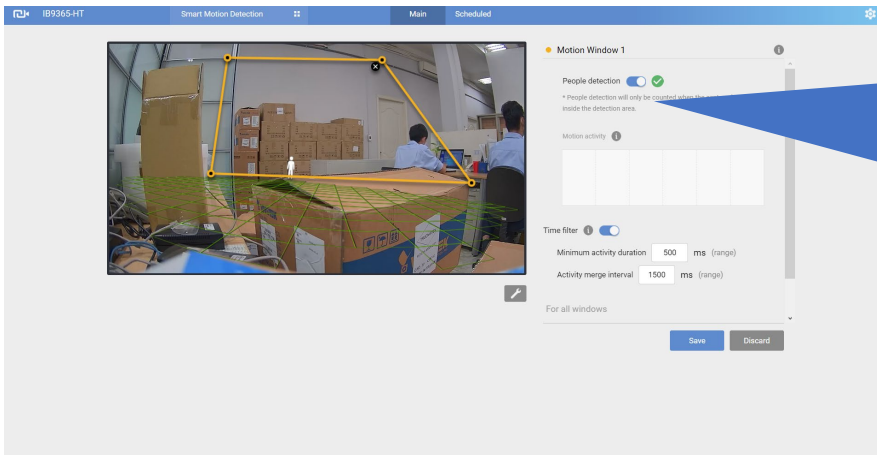 IB9365-HT
Smart Motion Detection
Main
Scheduled
Motion Window 1
People detection
* People detection will only be counted when the
inside the detection area.
Motion activity
Time filter
Minimum activity duration 500 ms (range)
Activity merge interval 1500 ms (range)
For all windows
Save
Discard